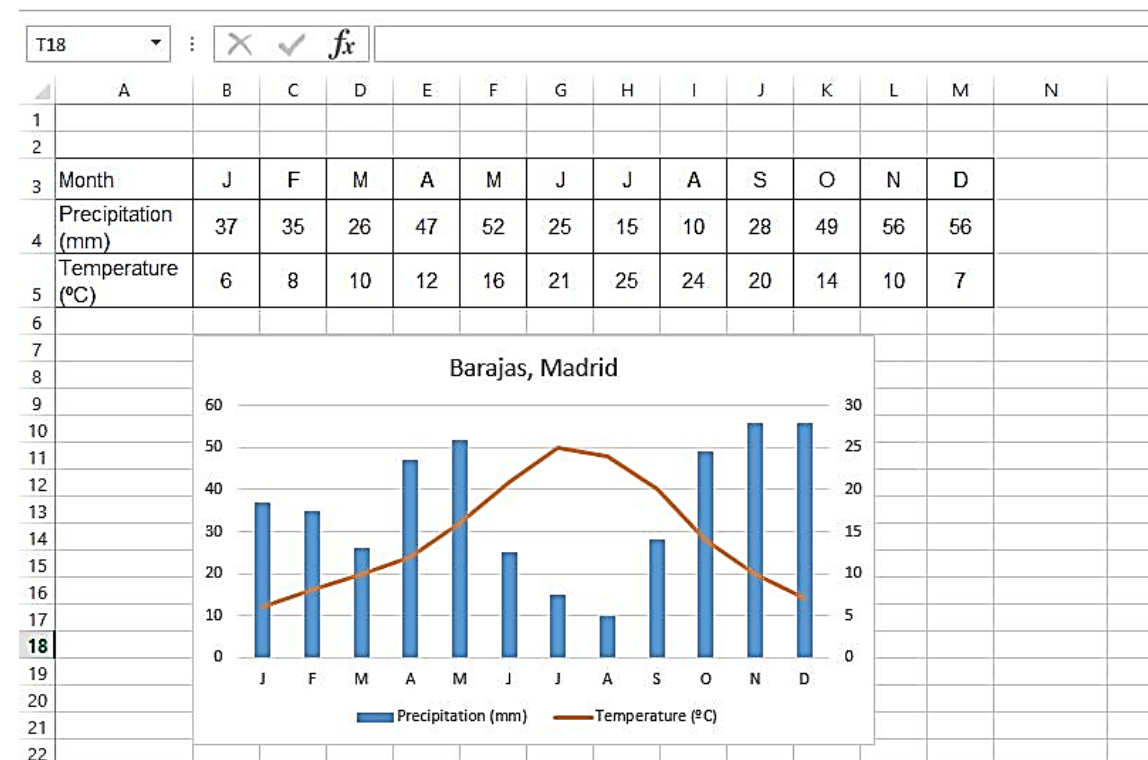 T18 fx
A B C D E F G H I J K L M N
1
2
3 Month J F M A M J J A S O N D
Precipitation
4 (mm) 37 35 26 47 52 25 15 10 28 49 56 56
Temperature
5 (ºC) 6 8 10 12 16 21 25 24 20 14 10 7
6
7
8 Barajas, Madrid
9 60 30
10
11 50 25
12 40 20
13
14 30 15
15 20 10
16
17 10 5
18 0 0
19 J F M A M J J A S O N D
20
21 Precipitation (mm) Temperature (ºC)
22